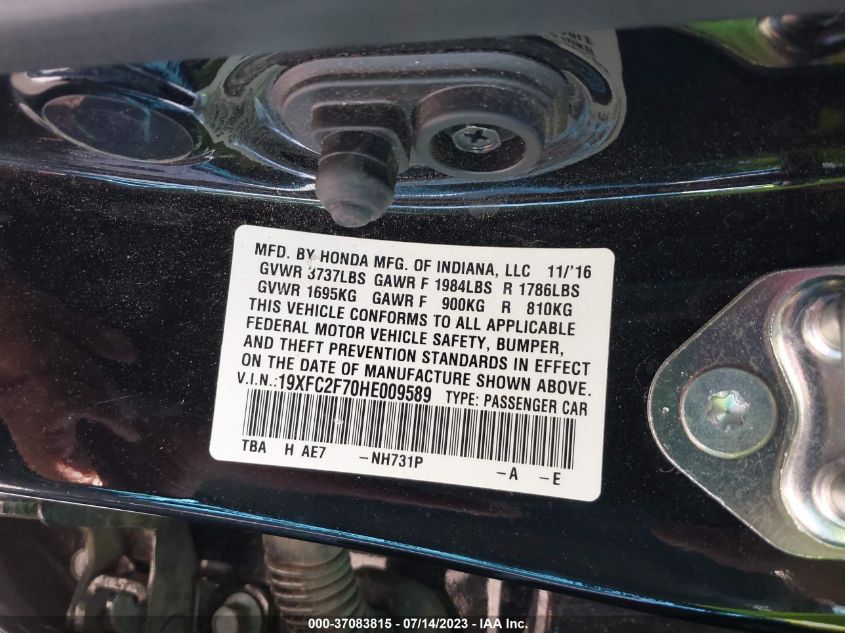 MFD. BY HONDA MFG. OF INDIANA, LLC 11/'16
GVWR 3737LBS GAWR F 1984LBS R 1786LBS
GVWR 1695KG GAWR F 900KG R 810KG
THIS VEHICLE CONFORMS TO ALL APPLICABLE
FEDERAL MOTOR VEHICLE SAFETY, BUMPER,
AND THEFT PREVENTION STANDARDS IN EFFECT
ON THE DATE OF MANUFACTURE SHOWN ABOVE.
V.I.N.:19XFC2F70HE009589 TYPE: PASSENGER CAR
TBA H AE7 -NH731P -A -E
000-37083815 / 07/14/2023 - © IAA Inc.